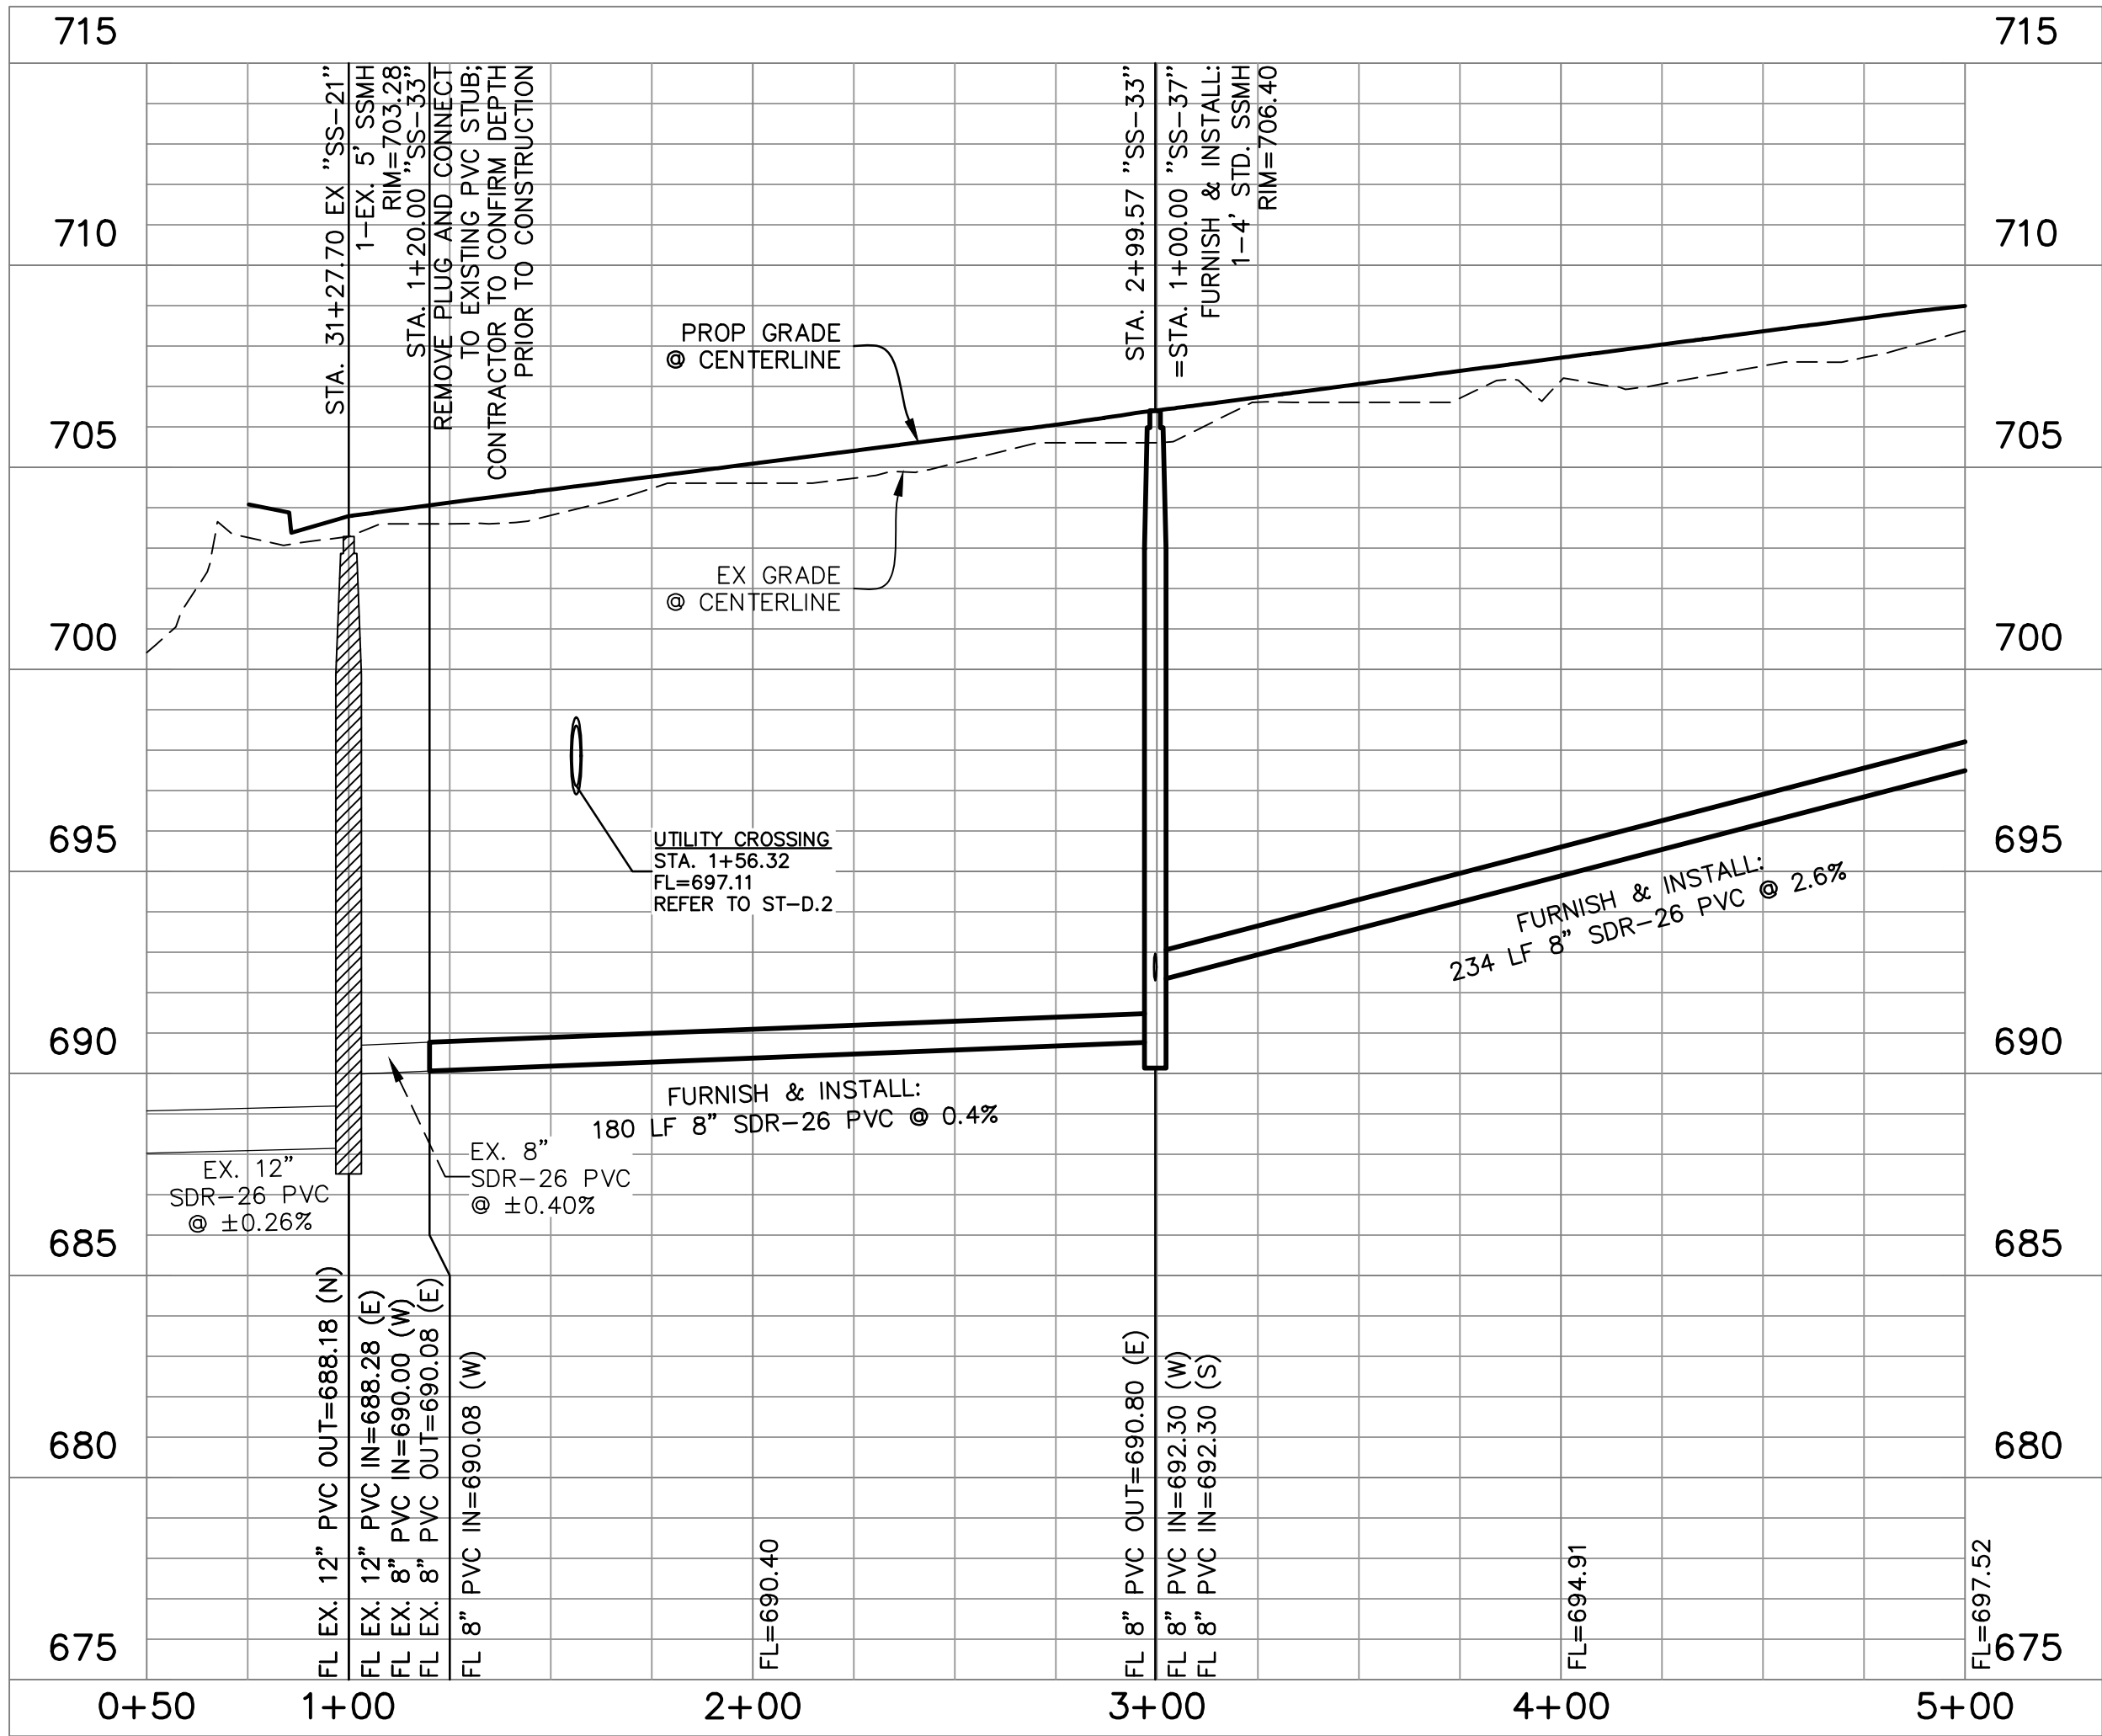 715
715
710
710
705
705
700
700
695
695
690
690
685
685
680
680
675
675
STA. 31+27.70 EX "SS-21"
1-EX. 5' SSMH
RIM=703.28
STA. 1+20.00 "SS-33"
REMOVE PLUG AND CONNECT
TO EXISTING PVC STUB;
CONTRACTOR TO CONFIRM DEPTH
PRIOR TO CONSTRUCTION
STA. 2+99.57 "SS-33"
=STA. 1+00.00 "SS-37"
FURNISH & INSTALL:
1-4' STD. SSMH
RIM=706.40
PROP GRADE
@ CENTERLINE
EX GRADE
@ CENTERLINE
UTILITY CROSSING
STA. 1+56.32
FL=697.11
REFER TO ST-D.2
FURNISH & INSTALL:
234 LF 8" SDR-26 PVC @ 2.6%
FURNISH & INSTALL:
180 LF 8" SDR-26 PVC @ 0.4%
EX. 8"
SDR-26 PVC
@ ±0.40%
EX. 12"
SDR-26 PVC
@ ±0.26%
FL EX. 12" PVC OUT=688.18 (N)
FL EX. 12" PVC IN=688.28 (E)
FL EX. 8" PVC IN=690.00 (W)
FL EX. 8" PVC OUT=690.08 (E)
FL 8" PVC IN=690.08 (W)
FL=690.40
FL 8" PVC OUT=690.80 (E)
FL 8" PVC IN=692.30 (W)
FL 8" PVC IN=692.30 (S)
FL=694.91
FL=697.52
0+50
1+00
2+00
3+00
4+00
5+00